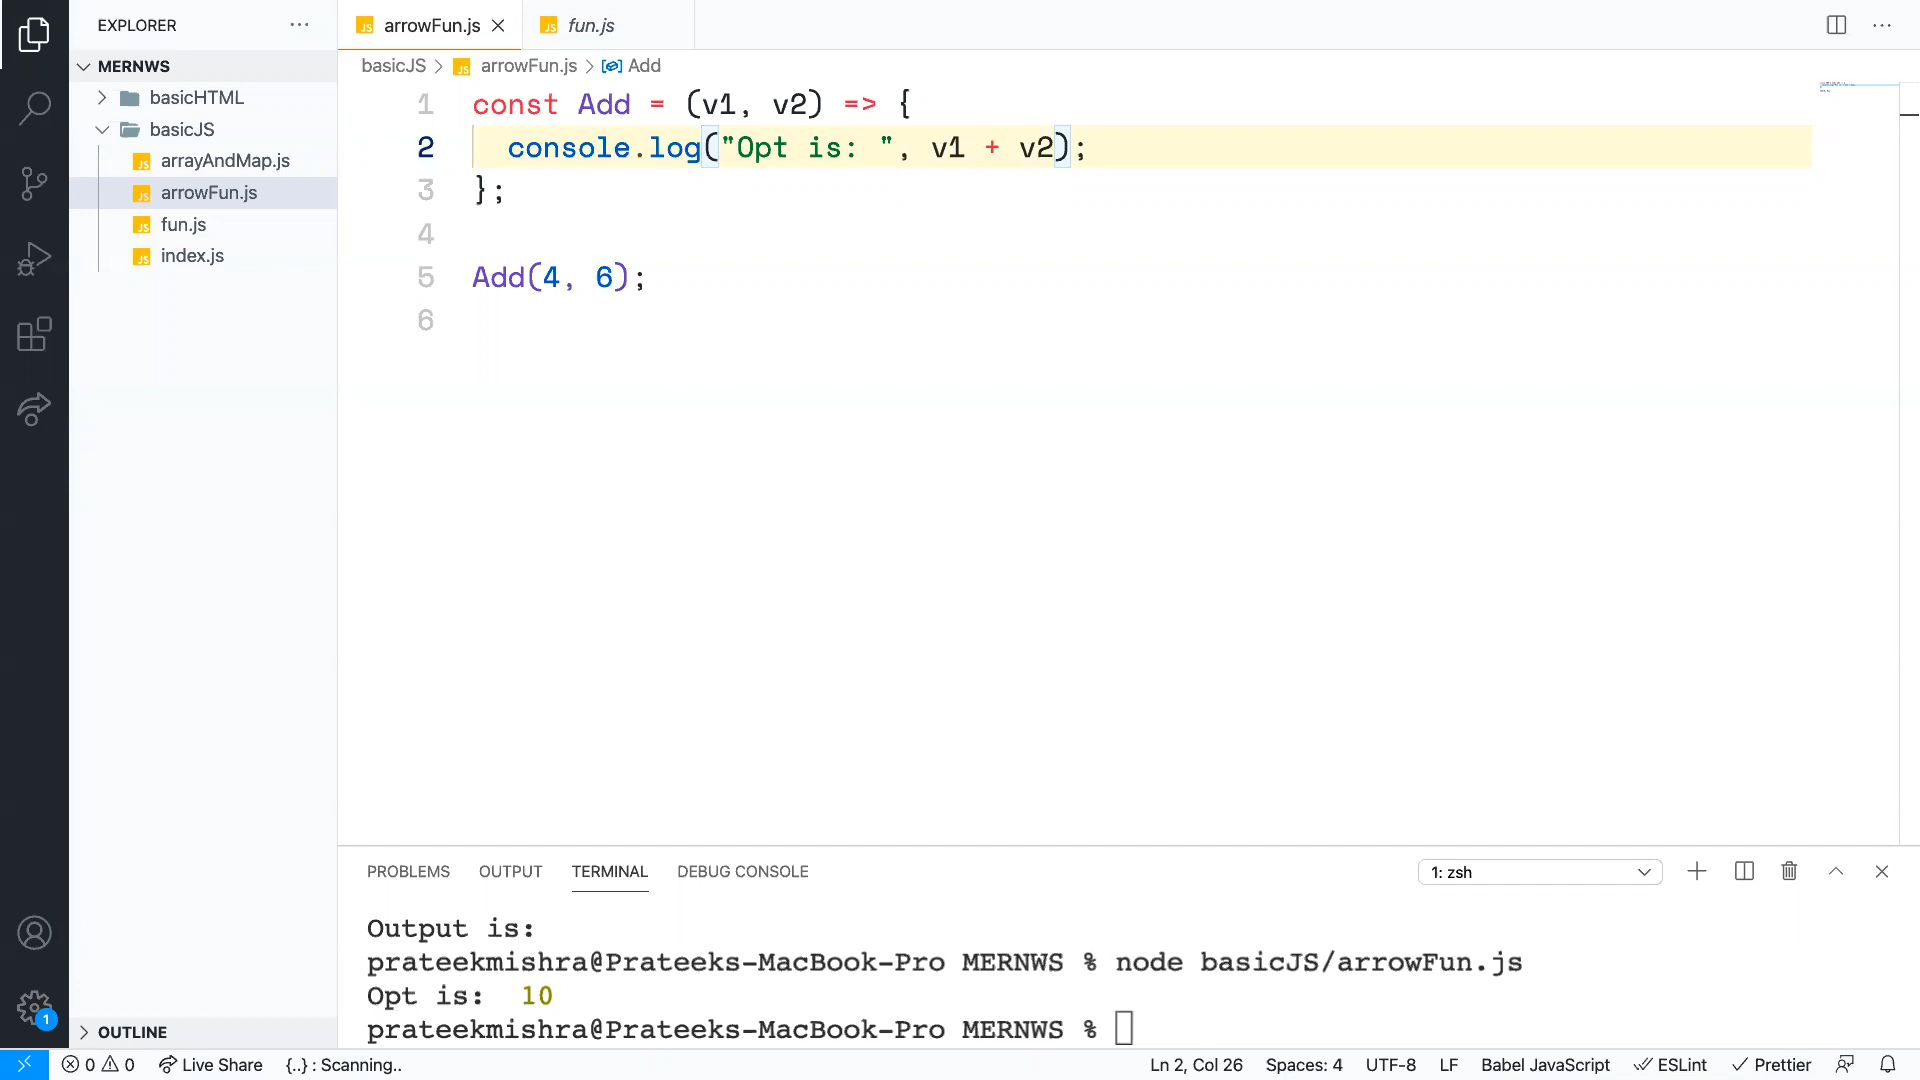 EXPLORER
arrowFun.js
fun.js
MERNWS
basicJS > arrowFun.js > Add
basicHTML
basicJS
arrayAndMap.js
arrowFun.js
fun.js
index.js
1 const Add = (v1, v2) => {
2 console.log("Opt is: ", v1 + v2);
3 };
4
5 Add(4, 6);
6
PROBLEMS OUTPUT TERMINAL DEBUG CONSOLE 1: zsh
Output is:
prateekmishra@Prateeks-MacBook-Pro MERNWS % node basicJS/arrowFun.js
Opt is:  10
prateekmishra@Prateeks-MacBook-Pro MERNWS %
1
OUTLINE
0 0 Live Share {..} : Scanning.. Ln 2, Col 26 Spaces: 4 UTF-8 LF Babel JavaScript ESLint Prettier